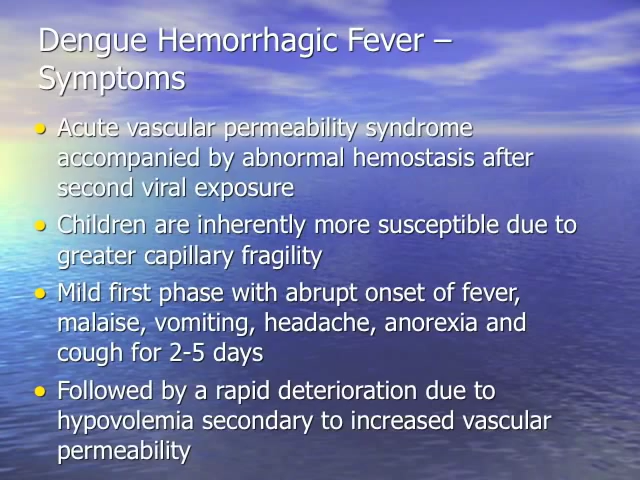 Dengue Hemorrhagic Fever –
Symptoms
• Acute vascular permeability syndrome
accompanied by abnormal hemostasis after
second viral exposure
• Children are inherently more susceptible due to
greater capillary fragility
• Mild first phase with abrupt onset of fever,
malaise, vomiting, headache, anorexia and
cough for 2-5 days
• Followed by a rapid deterioration due to
hypovolemia secondary to increased vascular
permeability